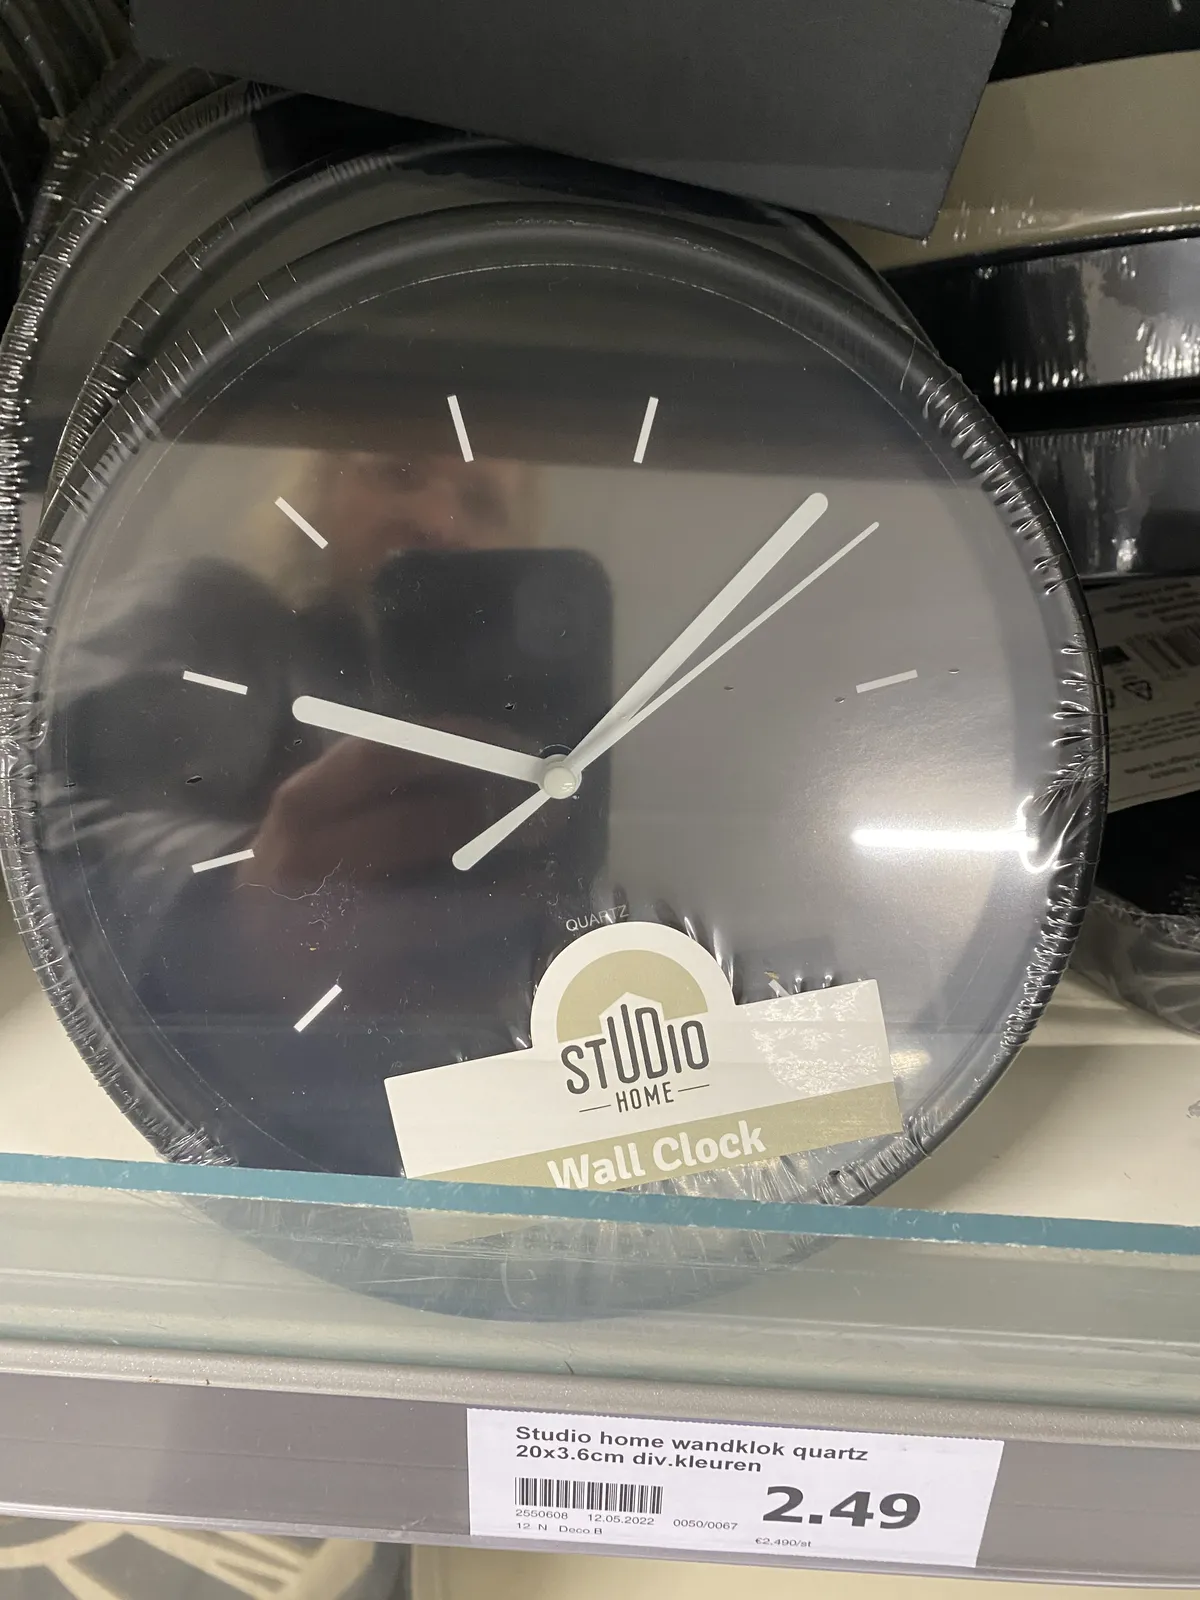 QUARTZ
STUDIO
HOME
Wall Clock
Studio home wandklok quartz
20x3.6cm div.kleuren
2.49
2550608 12.05.2022 0050/0067
12 N Deco.B
€2,490/st